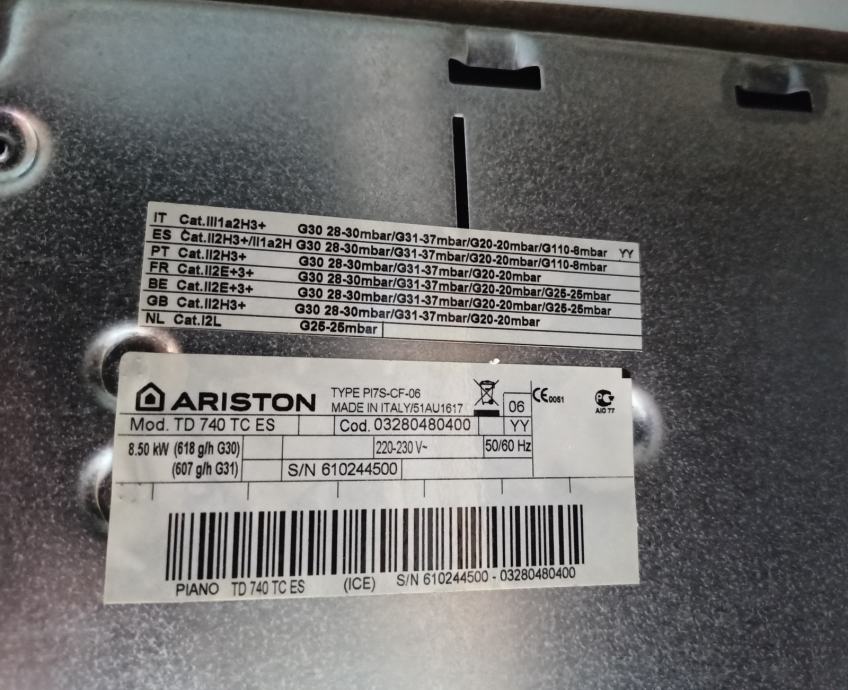 IT Cat.III1a2H3+ G30 28-30mbar/G31-37mbar/G20-20mbar/G110-8mbar YY
ES Cat.II2H3+/II1a2H G30 28-30mbar/G31-37mbar/G20-20mbar/G110-8mbar
PT Cat.II2H3+ G30 28-30mbar/G31-37mbar/G20-20mbar
FR Cat.II2E+3+ G30 28-30mbar/G31-37mbar/G20-20mbar/G25-25mbar
BE Cat.II2E+3+ G30 28-30mbar/G31-37mbar/G20-20mbar/G25-25mbar
GB Cat.II2H3+ G30 28-30mbar/G31-37mbar/G20-20mbar
NL Cat.I2L G25-25mbar
ARISTON TYPE PI7S-CF-06 06 CE 0051
MADE IN ITALY/51AU1617 АЮ 77
Mod. TD 740 TC ES Cod. 03280480400 YY
8.50 kW (618 g/h G30) 220-230 V~ 50/60 Hz
(607 g/h G31) S/N 610244500
PIANO TD 740 TC ES (ICE) S/N 610244500 - 03280480400